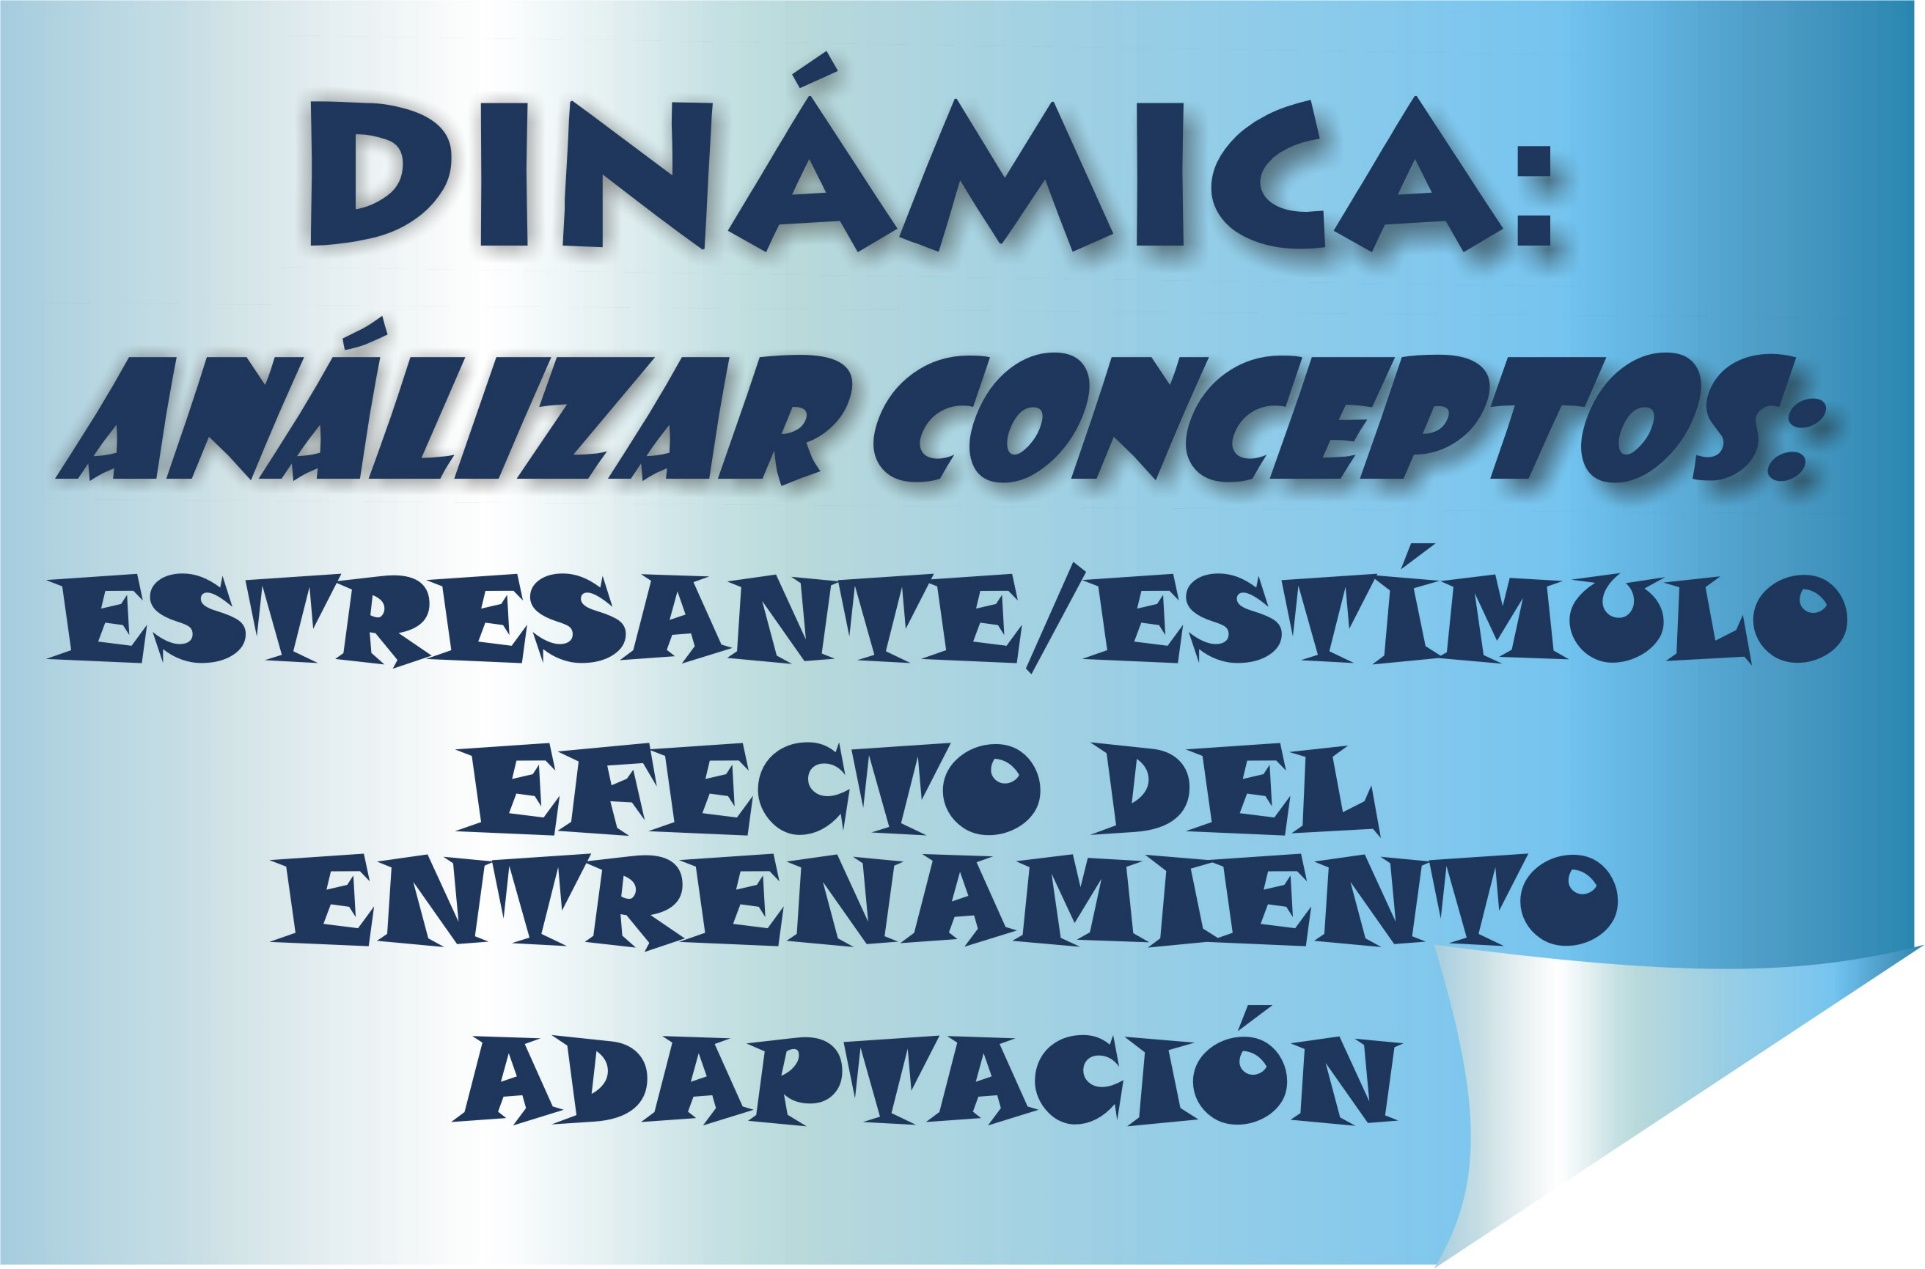 DINÁMICA:
ANÁLIZAR CONCEPTOS:
ESTRESANTE/ESTÍMULO
EFECTO DEL
ENTRENAMIENTO
ADAPTACIÓN